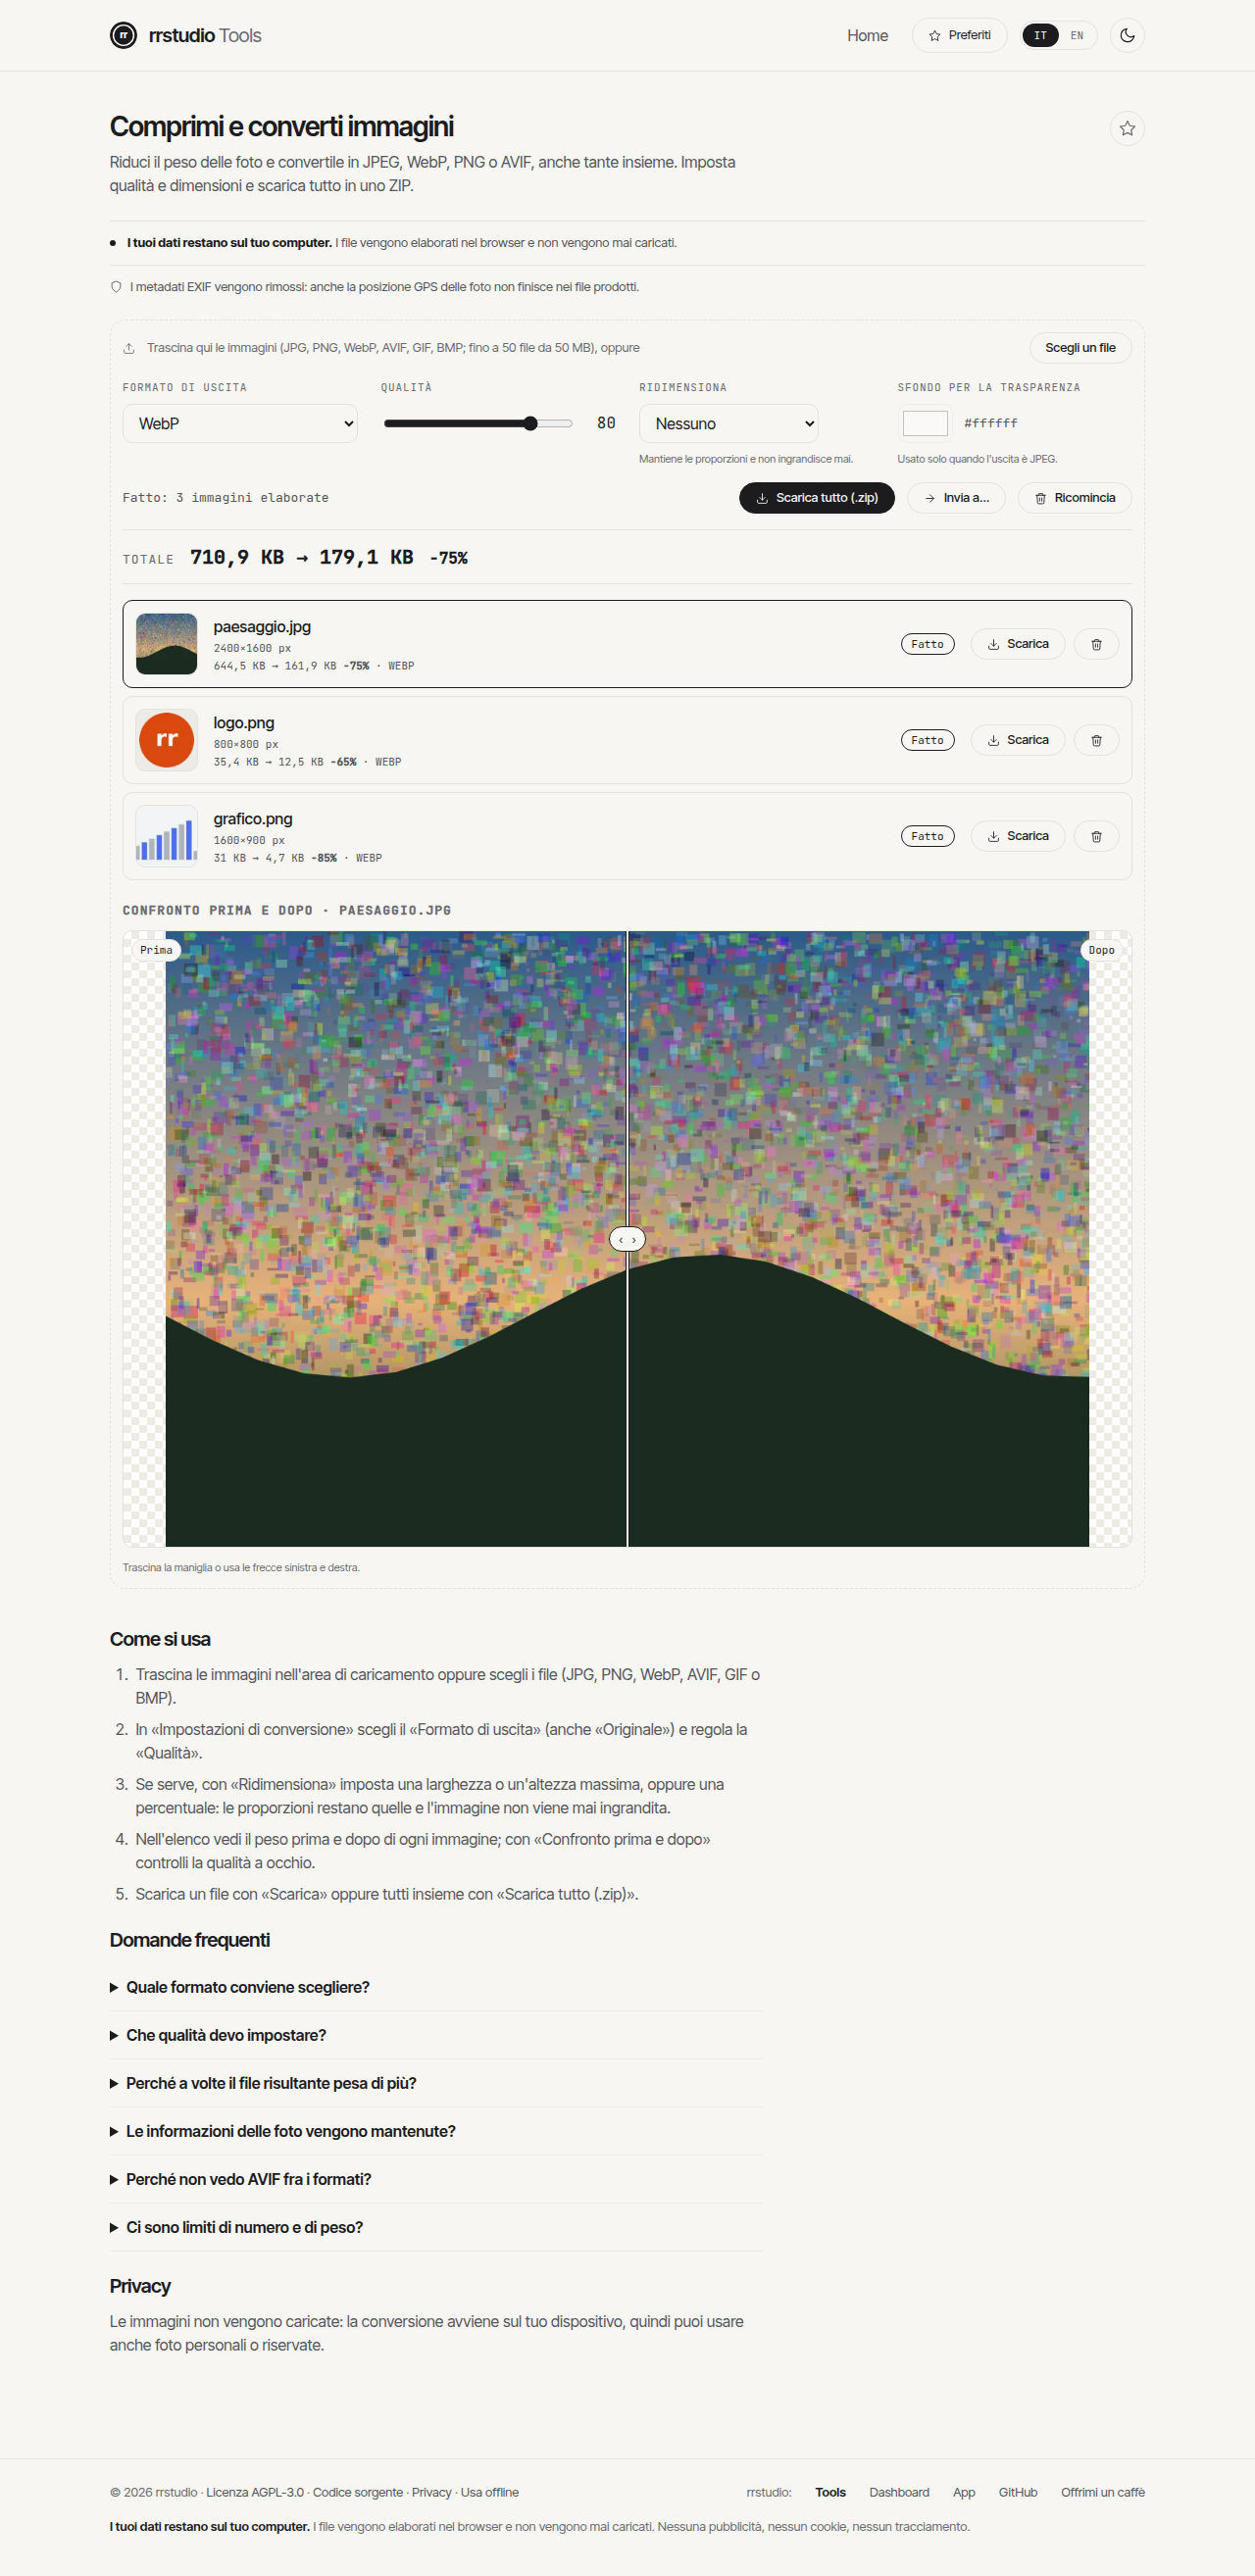 rr rrstudio Tools
Home
Preferiti
IT EN
Comprimi e converti immagini
Riduci il peso delle foto e convertile in JPEG, WebP, PNG o AVIF, anche tante insieme. Imposta
qualità e dimensioni e scarica tutto in uno ZIP.
I tuoi dati restano sul tuo computer. I file vengono elaborati nel browser e non vengono mai caricati.
I metadati EXIF vengono rimossi: anche la posizione GPS delle foto non finisce nei file prodotti.
Trascina qui le immagini (JPG, PNG, WebP, AVIF, GIF, BMP; fino a 50 file da 50 MB), oppure
Scegli un file
FORMATO DI USCITA
WebP
QUALITÀ
80
RIDIMENSIONA
Nessuno
Mantiene le proporzioni e non ingrandisce mai.
SFONDO PER LA TRASPARENZA
#ffffff
Usato solo quando l'uscita è JPEG.
Fatto: 3 immagini elaborate
Scarica tutto (.zip)
Invia a...
Ricomincia
TOTALE 710,9 KB → 179,1 KB -75%
paesaggio.jpg
2400×1600 px
644,5 KB → 161,9 KB -75% · WEBP
Fatto
Scarica
rr
logo.png
800×800 px
35,4 KB → 12,5 KB -65% · WEBP
Fatto
Scarica
grafico.png
1600×900 px
31 KB → 4,7 KB -85% · WEBP
Fatto
Scarica
CONFRONTO PRIMA E DOPO · PAESAGGIO.JPG
Prima
Dopo
Trascina la maniglia o usa le frecce sinistra e destra.
Come si usa
1. Trascina le immagini nell'area di caricamento oppure scegli i file (JPG, PNG, WebP, AVIF, GIF o
BMP).
2. In «Impostazioni di conversione» scegli il «Formato di uscita» (anche «Originale») e regola la
«Qualità».
3. Se serve, con «Ridimensiona» imposta una larghezza o un'altezza massima, oppure una
percentuale: le proporzioni restano quelle e l'immagine non viene mai ingrandita.
4. Nell'elenco vedi il peso prima e dopo di ogni immagine; con «Confronto prima e dopo»
controlli la qualità a occhio.
5. Scarica un file con «Scarica» oppure tutti insieme con «Scarica tutto (.zip)».
Domande frequenti
Quale formato conviene scegliere?
Che qualità devo impostare?
Perché a volte il file risultante pesa di più?
Le informazioni delle foto vengono mantenute?
Perché non vedo AVIF fra i formati?
Ci sono limiti di numero e di peso?
Privacy
Le immagini non vengono caricate: la conversione avviene sul tuo dispositivo, quindi puoi usare
anche foto personali o riservate.
© 2026 rrstudio · Licenza AGPL-3.0 · Codice sorgente · Privacy · Usa offline
rrstudio: Tools Dashboard App GitHub Offrimi un caffè
I tuoi dati restano sul tuo computer. I file vengono elaborati nel browser e non vengono mai caricati. Nessuna pubblicità, nessun cookie, nessun tracciamento.